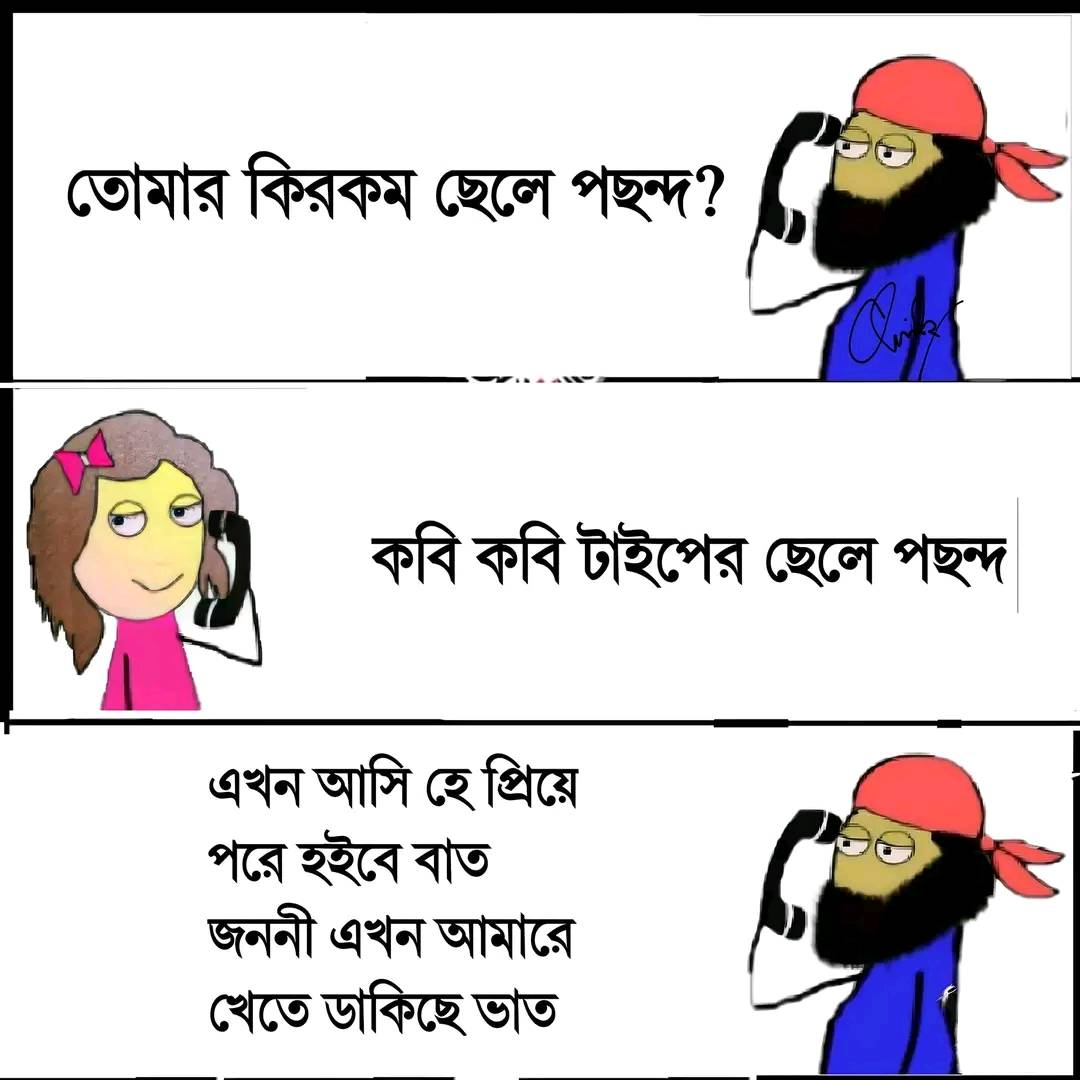 তোমার কিরকম ছেলে পছন্দ?
কবি কবি টাইপের ছেলে পছন্দ
এখন আসি হে প্রিয়ে
পরে হইবে বাত
জননী এখন আমারে
খেতে ডাকিছে ভাত